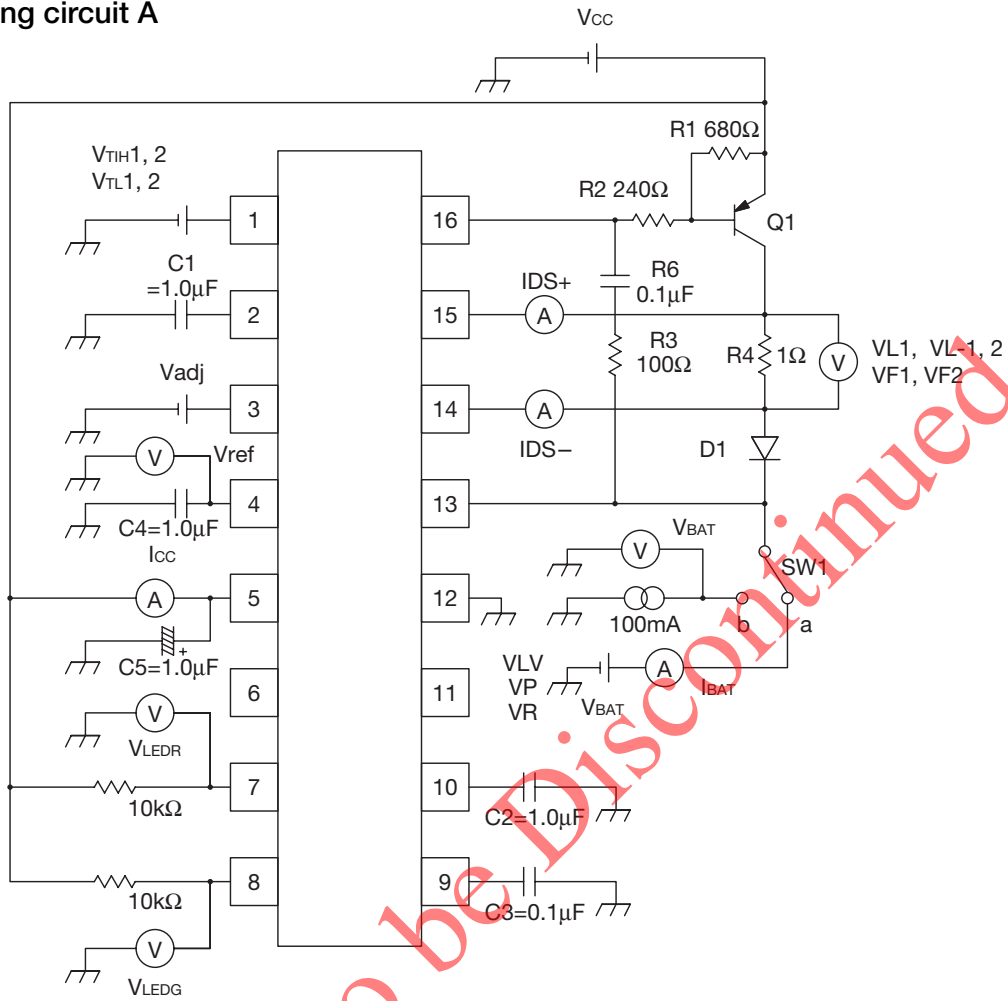 ng circuit A
VCC
R1 680Ω
VTIH1, 2
VTL1, 2
R2 240Ω
1
16
Q1
C1
=1.0μF
R6
0.1μF
IDS+
2
15
A
R3
100Ω
R4
1Ω
V
VL1, VL-1, 2
VF1, VF2
Vadj
3
14
A
IDS−
D1
V
Vref
4
13
C4=1.0μF
ICC
VBAT
V
SW1
A
5
12
100mA
b
a
+
C5=1.0μF
VLV
VP
VR
VBAT
A
IBAT
6
11
V
VLEDR
7
10
10kΩ
C2=1.0μF
8
9
10kΩ
C3=0.1μF
V
VLEDG
to be Discontinued